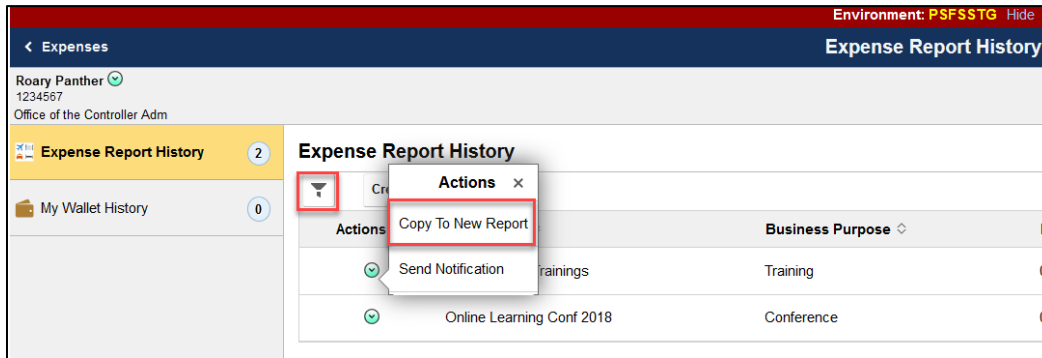 Environment: PSFSSTG Hide
Expenses
Expense Report History
Roary Panther
1234567
Office of the Controller Adm
Expense Report History 2
My Wallet History 0
Expense Report History
Cre
Actions ×
Actions
Business Purpose
Copy To New Report
Send Notification
Trainings
Training
Online Learning Conf 2018
Conference